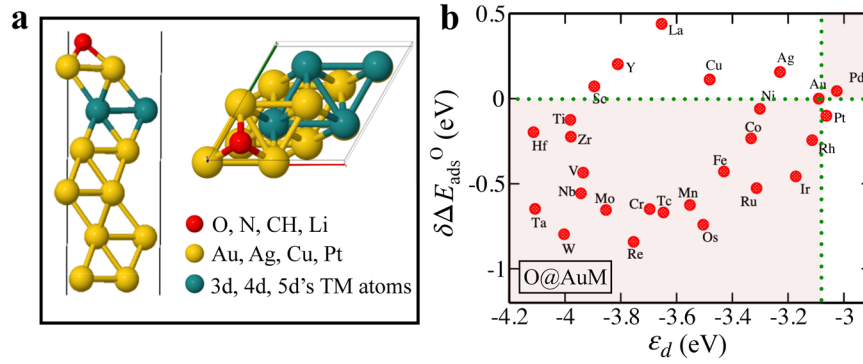 a
O, N, CH, Li
Au, Ag, Cu, Pt
3d, 4d, 5d's TM atoms
b
δΔE_ads^O (eV)
0.5
0
-0.5
-1
La
Y
Sc
Cu
Ag
Pd
Au
Ni
Pt
Ti
Hf
Zr
Co
Rh
V
Fe
Ir
Nb
Ru
Ta
Mo
Cr
Tc
Mn
W
Re
Os
O@AuM
-4.2 -4 -3.8 -3.6 -3.4 -3.2 -3
ε_d (eV)